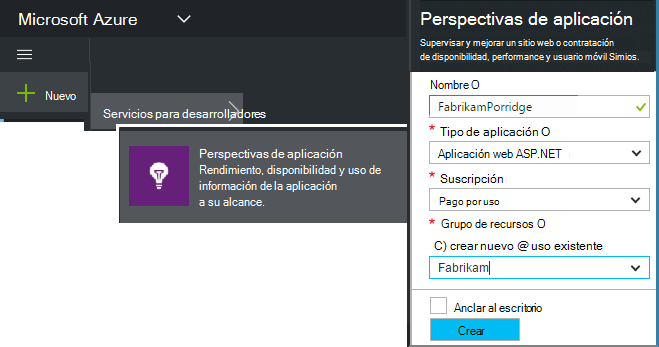 Microsoft Azure
Nuevo
Servicios para desarrolladores
Perspectivas de aplicación
Rendimiento, disponibilidad y uso de
información de la aplicación
a su alcance.
Perspectivas de aplicación
Supervisar y mejorar un sitio web o contratación
de disponibilidad, performance y usuario móvil Simios.
Nombre O
FabrikamPorridge
* Tipo de aplicación O
Aplicación web ASP.NET
* Suscripción
Pago por uso
* Grupo de recursos O
C) crear nuevo @ uso existente
Fabrikam
Anclar al escritorio
Crear